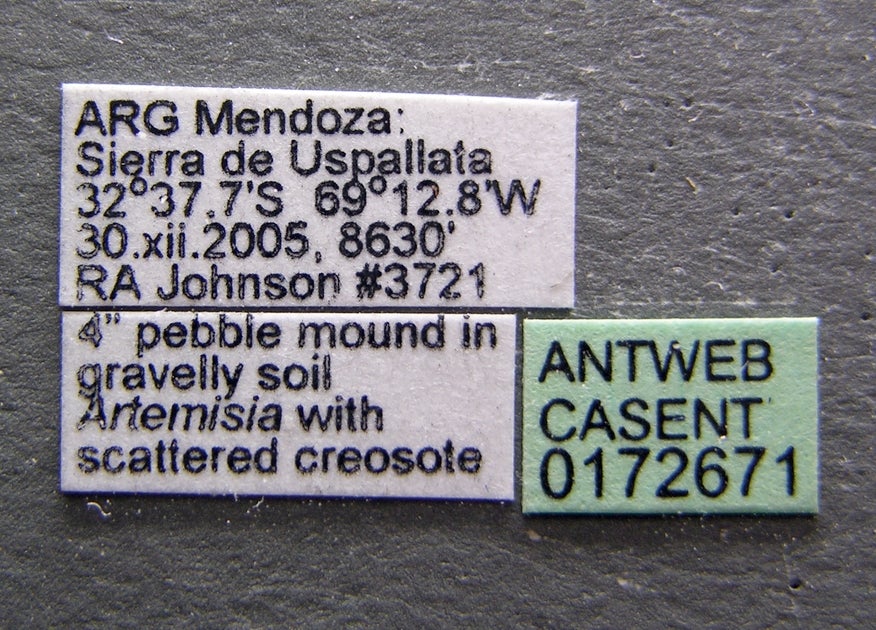 ARG Mendoza:
Sierra de Uspallata
32°37.7'S 69°12.8'W
30.xii.2005, 8630'
RA Johnson #3721
4” pebble mound in
gravelly soil
Artemisia with
scattered creosote
ANTWEB
CASENT
0172671